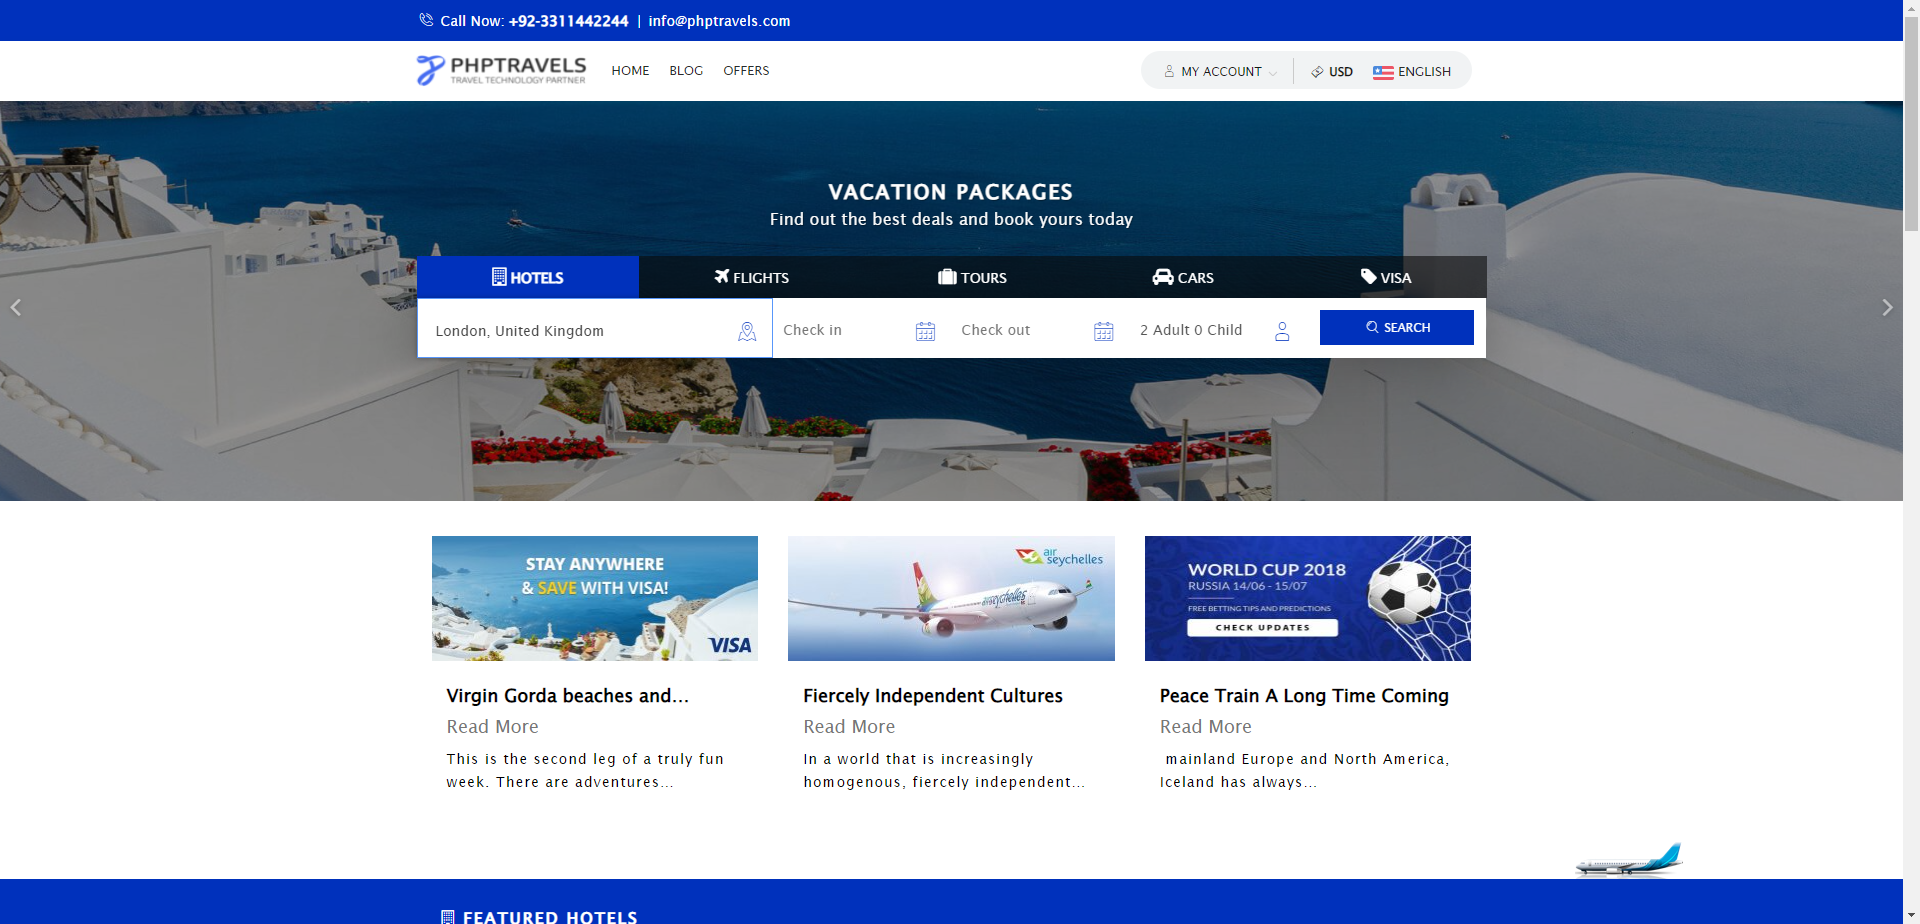 Call Now: +92-3311442244 | info@phptravels.com
PHPTRAVELS
TRAVEL TECHNOLOGY PARTNER
HOME BLOG OFFERS
MY ACCOUNT USD ENGLISH
VACATION PACKAGES
Find out the best deals and book yours today
HOTELS FLIGHTS TOURS CARS VISA
London, United Kingdom Check in Check out 2 Adult 0 Child SEARCH
STAY ANYWHERE
& SAVE WITH VISA!
VISA
air
seychelles
airseychelles
WORLD CUP 2018
RUSSIA 14/06 - 15/07
FREE BETTING TIPS AND PREDICTIONS
CHECK UPDATES
Virgin Gorda beaches and...
Read More
This is the second leg of a truly fun
week. There are adventures...
Fiercely Independent Cultures
Read More
In a world that is increasingly
homogenous, fiercely independent...
Peace Train A Long Time Coming
Read More
mainland Europe and North America,
Iceland has always...
FEATURED HOTELS